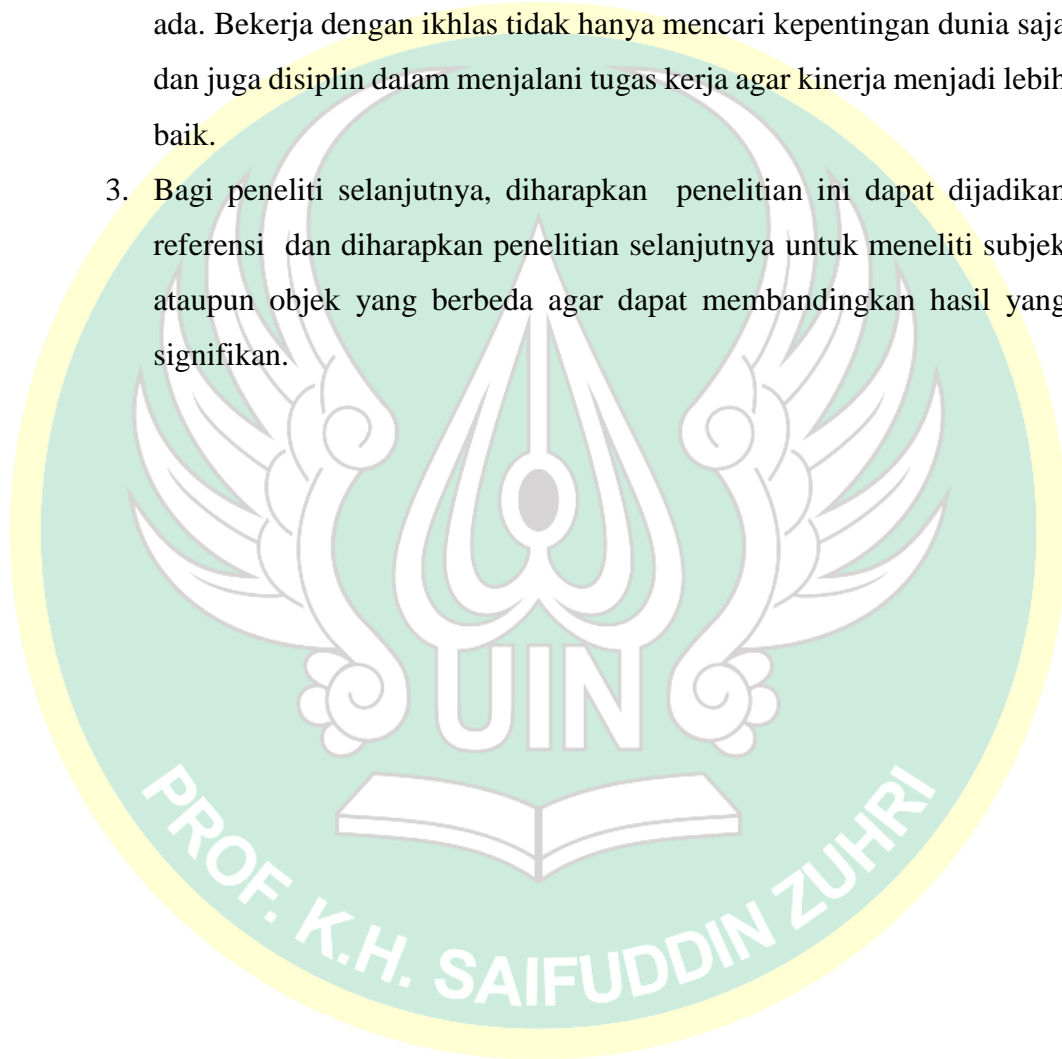 ada. Bekerja dengan ikhlas tidak hanya mencari kepentingan dunia saja
dan juga disiplin dalam menjalani tugas kerja agar kinerja menjadi lebih
baik.
3. Bagi peneliti selanjutnya, diharapkan penelitian ini dapat dijadikan
referensi dan diharapkan penelitian selanjutnya untuk meneliti subjek
ataupun objek yang berbeda agar dapat membandingkan hasil yang
signifikan.
UIN
PROF. K.H. SAIFUDDIN ZUHRI